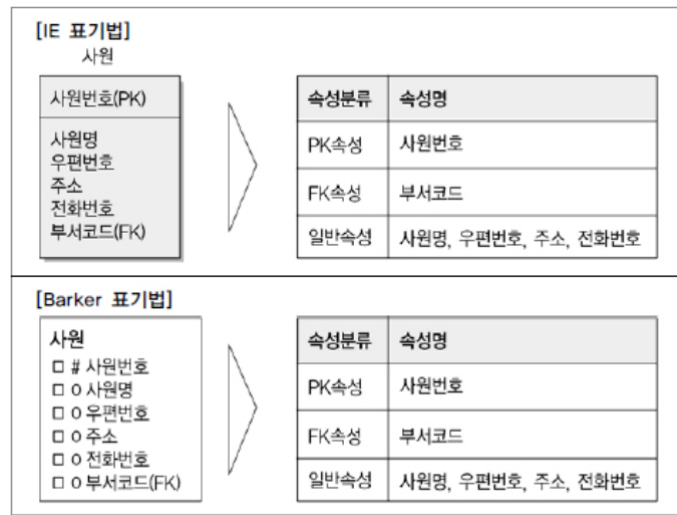 [IE 표기법]
사원
사원번호(PK)
사원명
우편번호
주소
전화번호
부서코드(FK)
속성분류 속성명
PK속성 사원번호
FK속성 부서코드
일반속성 사원명, 우편번호, 주소, 전화번호
[Barker 표기법]
사원
□ # 사원번호
□ o 사원명
□ o 우편번호
□ o 주소
□ o 전화번호
□ o 부서코드(FK)
속성분류 속성명
PK속성 사원번호
FK속성 부서코드
일반속성 사원명, 우편번호, 주소, 전화번호